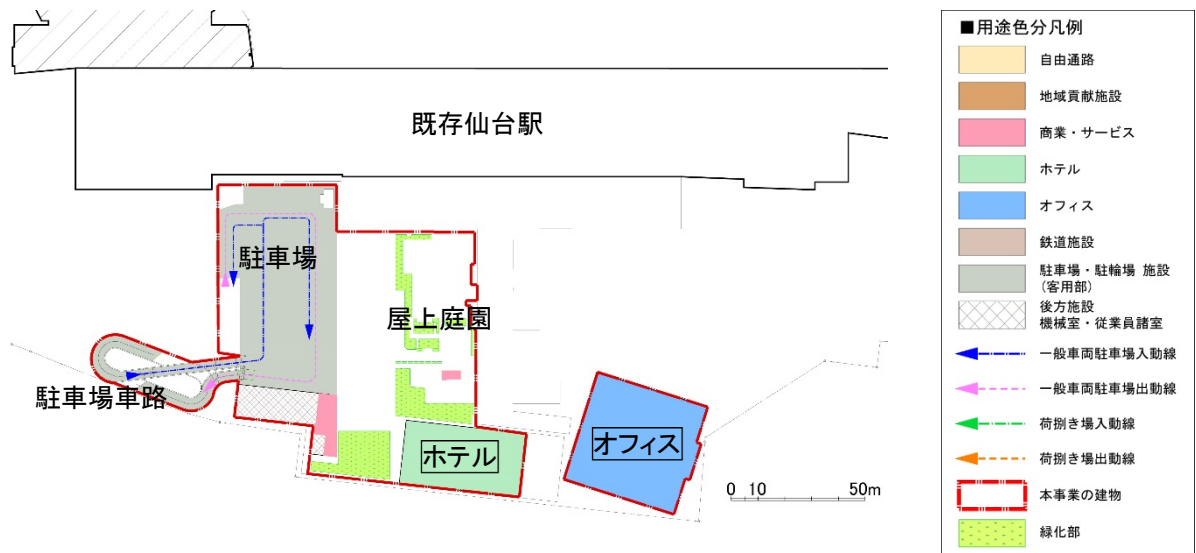 既存仙台駅
駐車場
屋上庭園
駐車場車路
ホテル
オフィス
0 10 50m
■用途色分凡例
自由通路
地域貢献施設
商業・サービス
ホテル
オフィス
鉄道施設
駐車場・駐輪場 施設
(客用部)
後方施設
機械室・従業員諸室
一般車両駐車場入動線
一般車両駐車場出動線
荷捌き場入動線
荷捌き場出動線
本事業の建物
緑化部